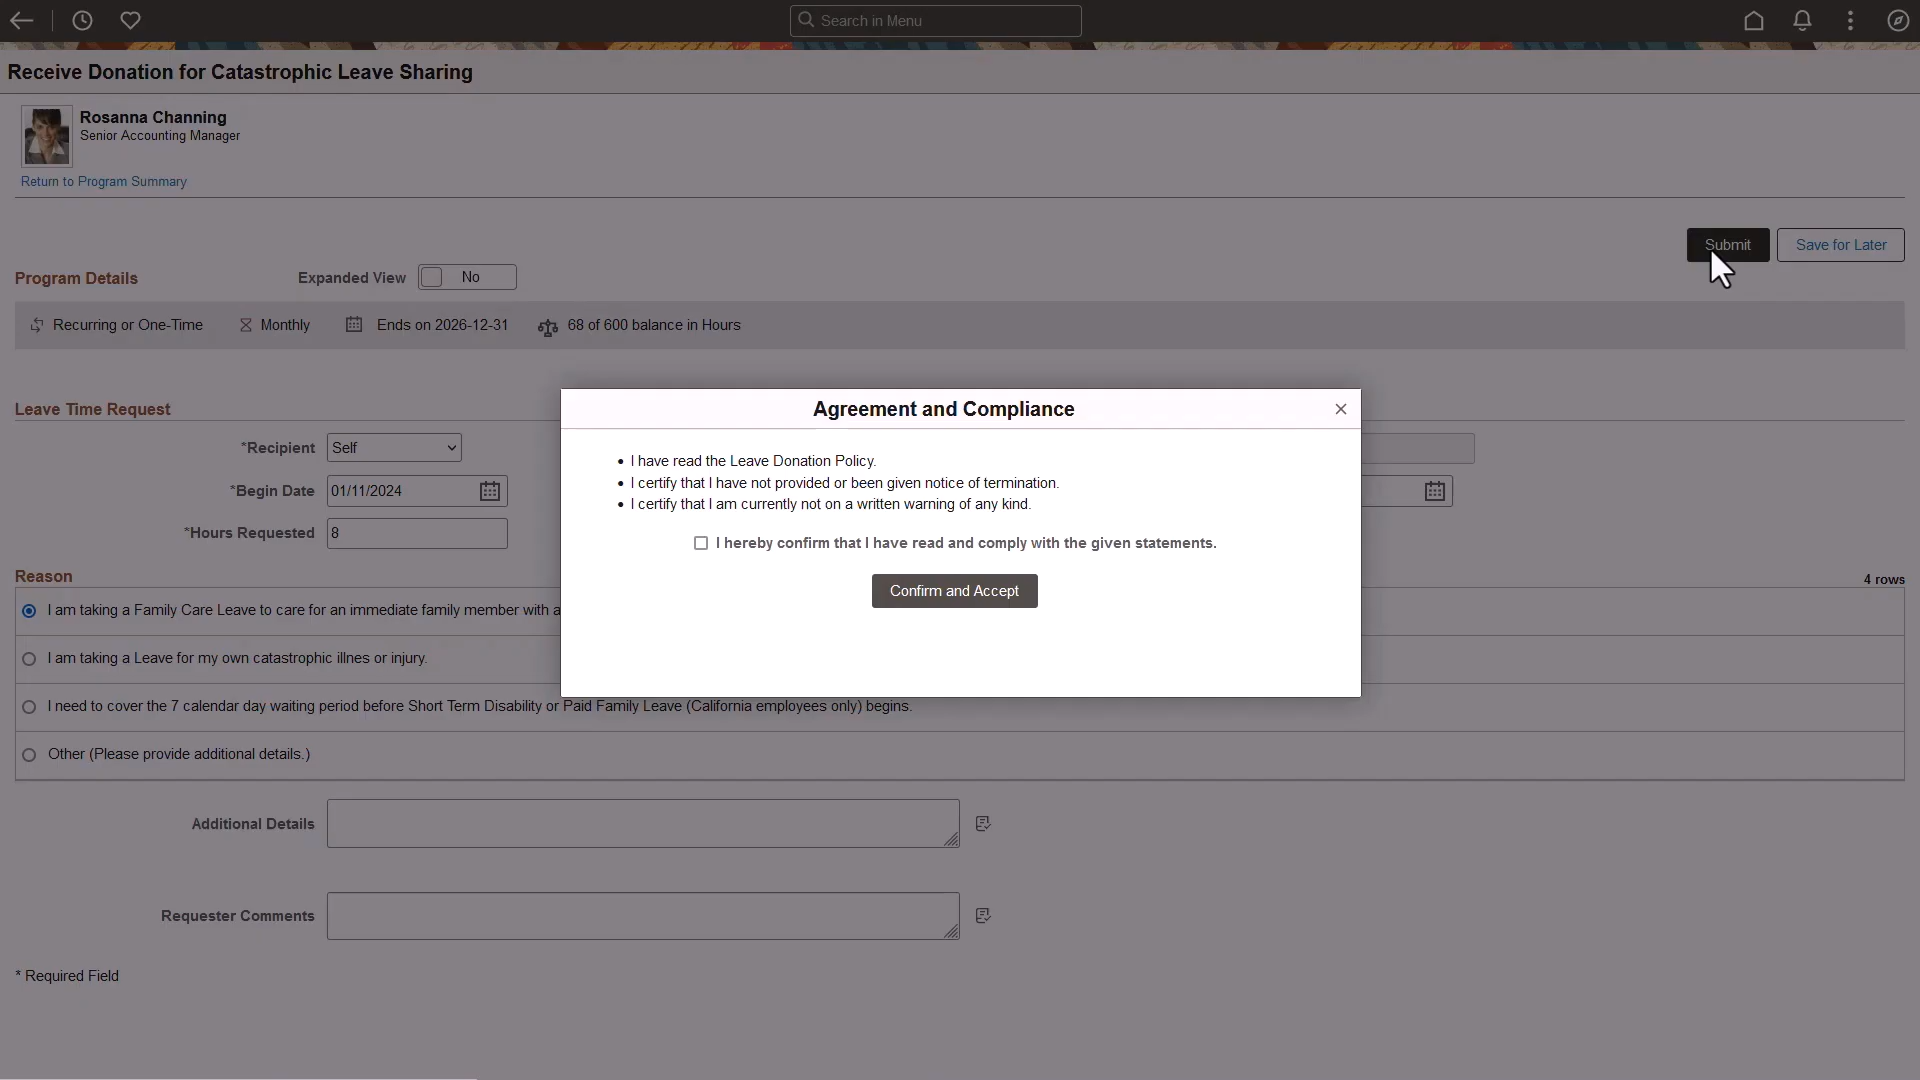 Search in Menu
Receive Donation for Catastrophic Leave Sharing
Rosanna Channing
Senior Accounting Manager
Return to Program Summary
Submit
Save for Later
Program Details
Expanded View
No
Recurring or One-Time
Monthly
Ends on 2026-12-31
68 of 600 balance in Hours
Leave Time Request
*Recipient
Self
*Begin Date
01/11/2024
*Hours Requested
8
Agreement and Compliance
• I have read the Leave Donation Policy.
• I certify that I have not provided or been given notice of termination.
• I certify that I am currently not on a written warning of any kind.
I hereby confirm that I have read and comply with the given statements.
Confirm and Accept
Reason
4 rows
I am taking a Family Care Leave to care for an immediate family member with a
I am taking a Leave for my own catastrophic illnes or injury.
I need to cover the 7 calendar day waiting period before Short Term Disability or Paid Family Leave (California employees only) begins.
Other (Please provide additional details.)
Additional Details
Requester Comments
* Required Field